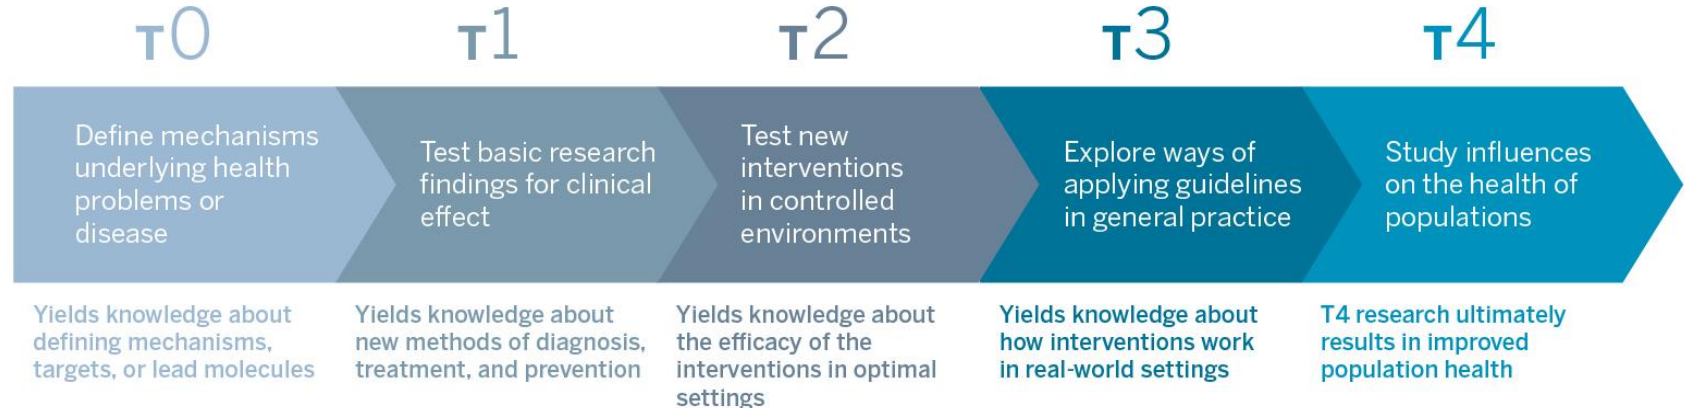 T0
Define mechanisms
underlying health
problems or
disease
Yields knowledge about
defining mechanisms,
targets, or lead molecules
T1
Test basic research
findings for clinical
effect
Yields knowledge about
new methods of diagnosis,
treatment, and prevention
T2
Test new
interventions
in controlled
environments
Yields knowledge about
the efficacy of the
interventions in optimal
settings
T3
Explore ways of
applying guidelines
in general practice
Yields knowledge about
how interventions work
in real-world settings
T4
Study influences
on the health of
populations
T4 research ultimately
results in improved
population health